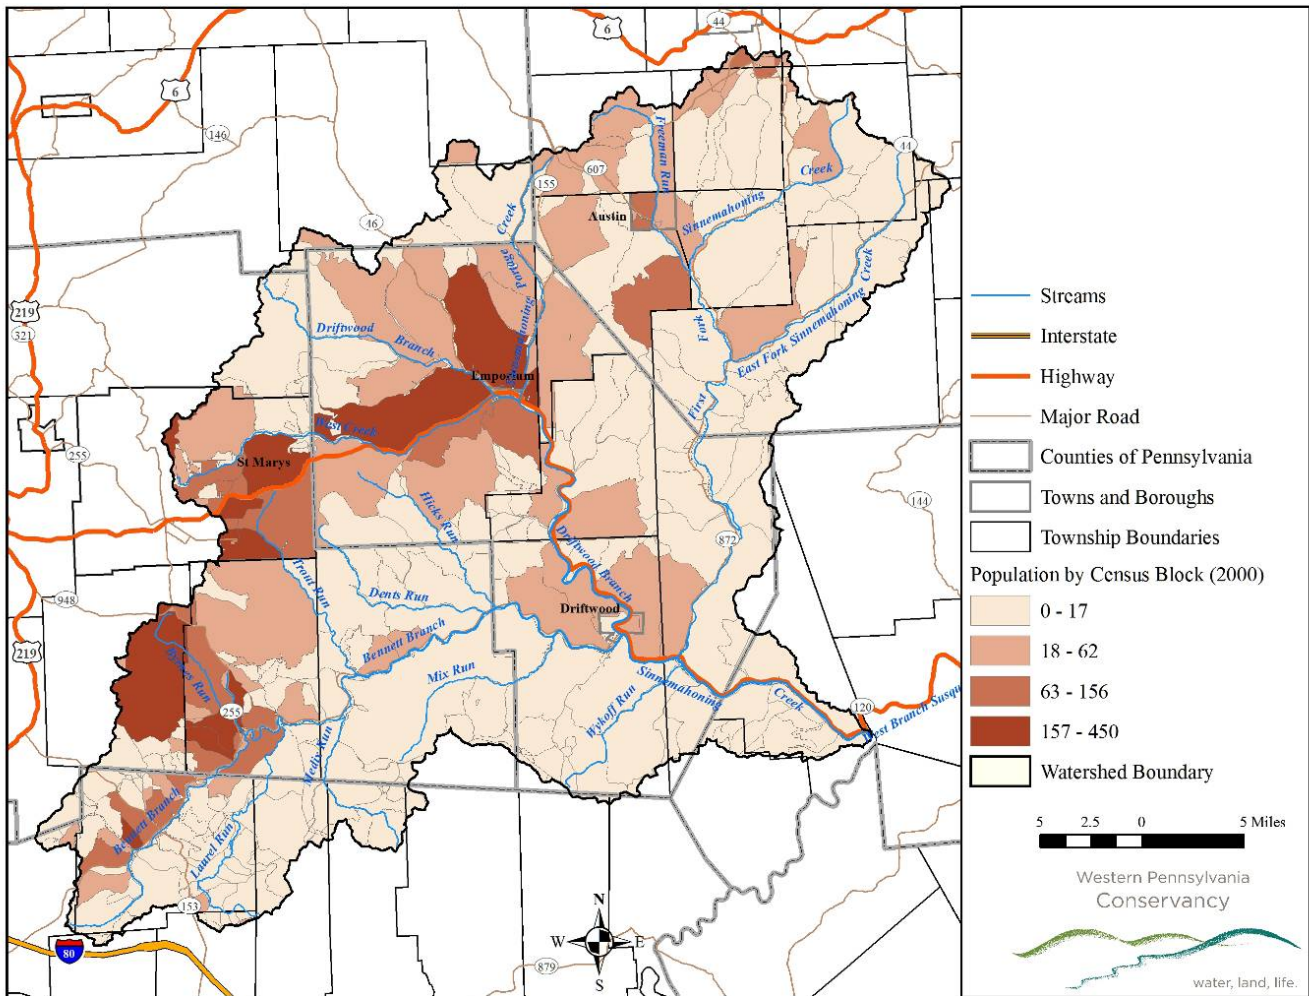 44
6
6
146
44
Freeman Run
607
155
Creek
Creek
Sinnemahoning
Austin
46
Portage
Creek
219
321
Driftwood
Branch
Sinnemahoning
Fork
East Fork Sinnemahoning
Emporium
First
West Creek
255
St Marys
144
Hicks Run
872
Driftwood Branch
Trout Run
948
Dents Run
Driftwood
219
Bennett Branch
Mix Run
Byrnes Run
Sinnemahoning
Creek
255
Wykoff Run
120
West Branch Susqu
Medix Run
Bennett Branch
Laurel Run
153
80
879
N
W
E
S
Streams
Interstate
Highway
Major Road
Counties of Pennsylvania
Towns and Boroughs
Township Boundaries
Population by Census Block (2000)
0 - 17
18 - 62
63 - 156
157 - 450
Watershed Boundary
5 2.5 0 5 Miles
Western Pennsylvania
Conservancy
water, land, life.